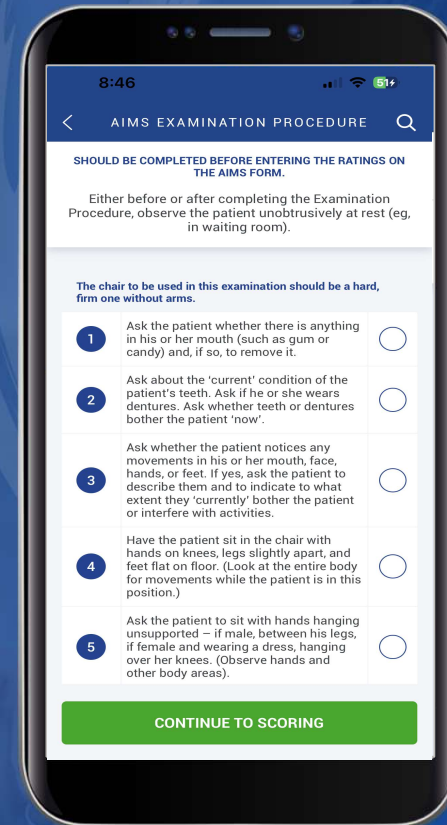 8:46
51
AIMS EXAMINATION PROCEDURE
SHOULD BE COMPLETED BEFORE ENTERING THE RATINGS ON
THE AIMS FORM.
Either before or after completing the Examination
Procedure, observe the patient unobtrusively at rest (eg,
in waiting room).
The chair to be used in this examination should be a hard,
firm one without arms.
1
Ask the patient whether there is anything
in his or her mouth (such as gum or
candy) and, if so, to remove it.
2
Ask about the ‘current’ condition of the
patient’s teeth. Ask if he or she wears
dentures. Ask whether teeth or dentures
bother the patient ‘now’.
3
Ask whether the patient notices any
movements in his or her mouth, face,
hands, or feet. If yes, ask the patient to
describe them and to indicate to what
extent they ‘currently’ bother the patient
or interfere with activities.
4
Have the patient sit in the chair with
hands on knees, legs slightly apart, and
feet flat on floor. (Look at the entire body
for movements while the patient is in this
position.)
5
Ask the patient to sit with hands hanging
unsupported – if male, between his legs,
if female and wearing a dress, hanging
over her knees. (Observe hands and
other body areas).
CONTINUE TO SCORING